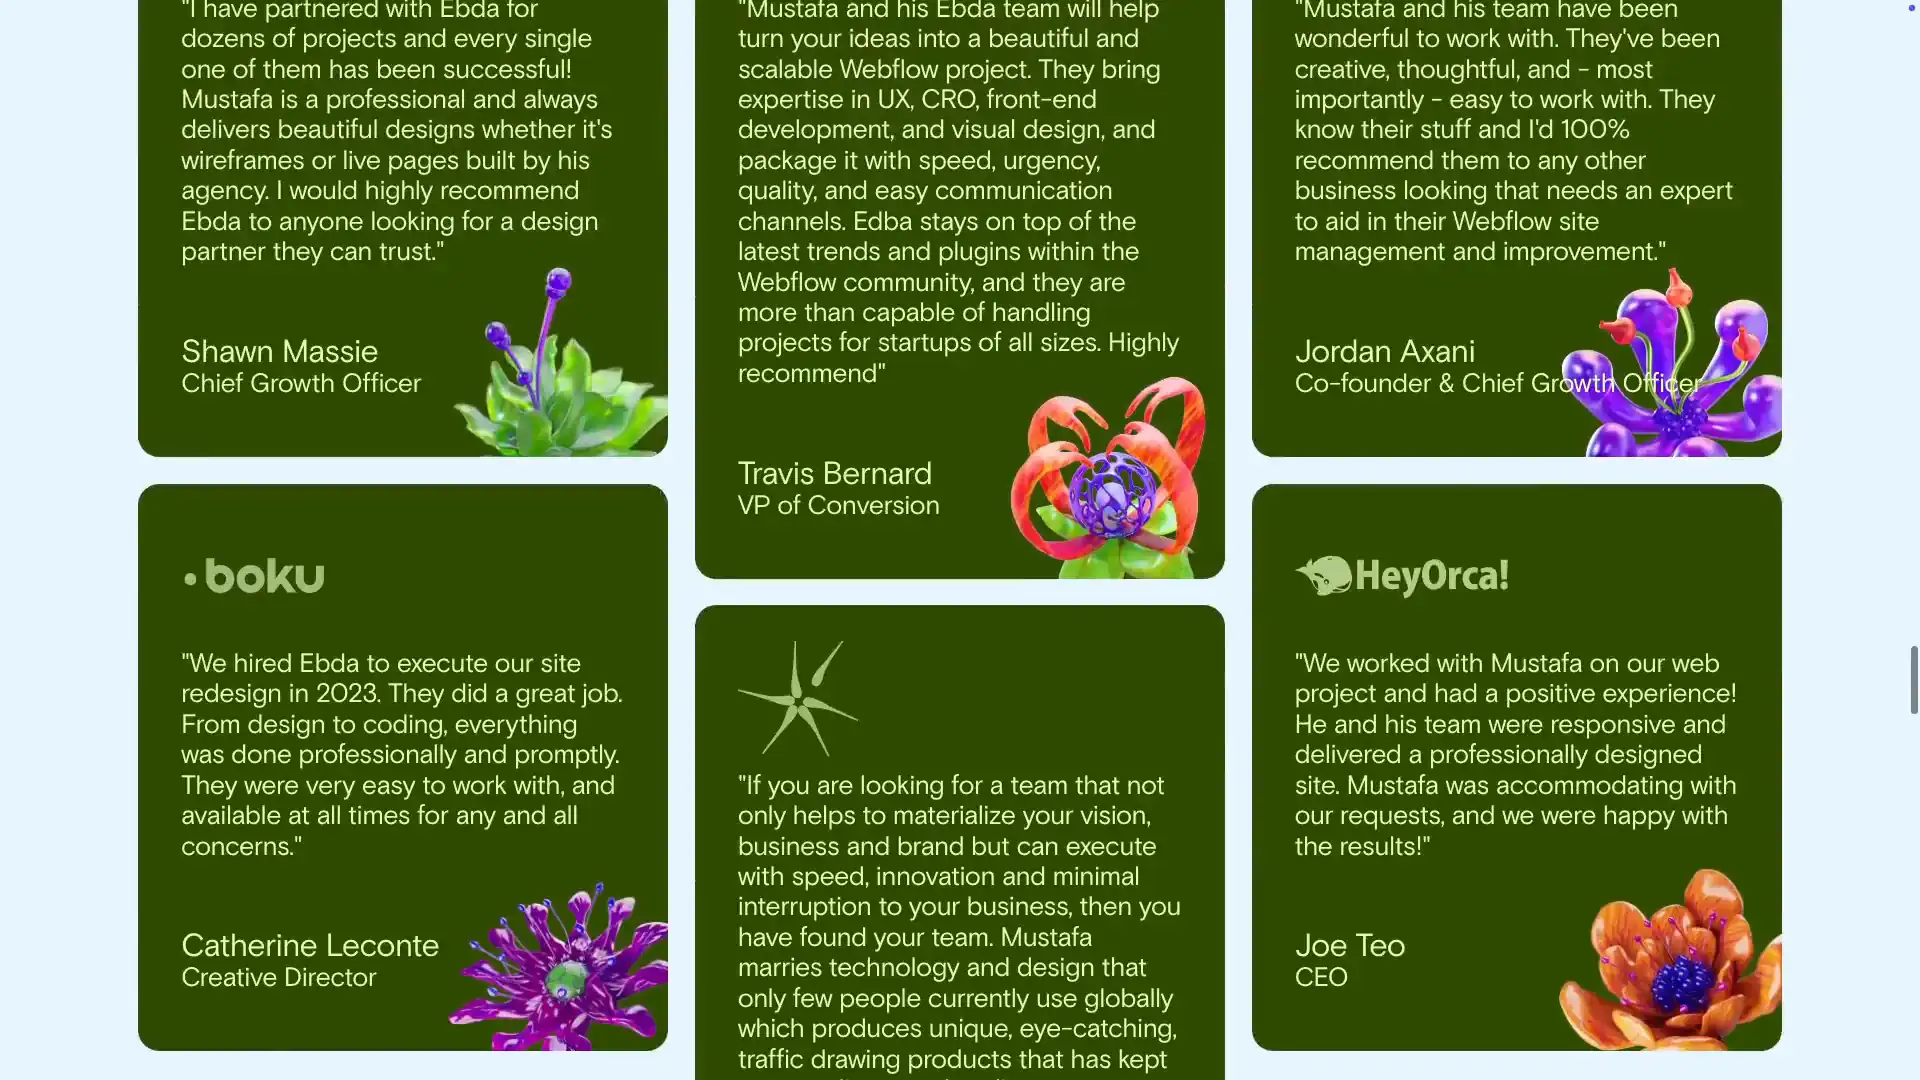 "I have partnered with Ebda for
dozens of projects and every single
one of them has been successful!
Mustafa is a professional and always
delivers beautiful designs whether it's
wireframes or live pages built by his
agency. I would highly recommend
Ebda to anyone looking for a design
partner they can trust."
Shawn Massie
Chief Growth Officer
•boku
"We hired Ebda to execute our site
redesign in 2023. They did a great job.
From design to coding, everything
was done professionally and promptly.
They were very easy to work with, and
available at all times for any and all
concerns."
Catherine Leconte
Creative Director
"Mustafa and his Ebda team will help
turn your ideas into a beautiful and
scalable Webflow project. They bring
expertise in UX, CRO, front-end
development, and visual design, and
package it with speed, urgency,
quality, and easy communication
channels. Edba stays on top of the
latest trends and plugins within the
Webflow community, and they are
more than capable of handling
projects for startups of all sizes. Highly
recommend"
Travis Bernard
VP of Conversion
"If you are looking for a team that not
only helps to materialize your vision,
business and brand but can execute
with speed, innovation and minimal
interruption to your business, then you
have found your team. Mustafa
marries technology and design that
only few people currently use globally
which produces unique, eye-catching,
traffic drawing products that has kept
"Mustafa and his team have been
wonderful to work with. They've been
creative, thoughtful, and - most
importantly - easy to work with. They
know their stuff and I'd 100%
recommend them to any other
business looking that needs an expert
to aid in their Webflow site
management and improvement."
Jordan Axani
Co-founder & Chief Growth Officer
HeyOrca!
"We worked with Mustafa on our web
project and had a positive experience!
He and his team were responsive and
delivered a professionally designed
site. Mustafa was accommodating with
our requests, and we were happy with
the results!"
Joe Teo
CEO